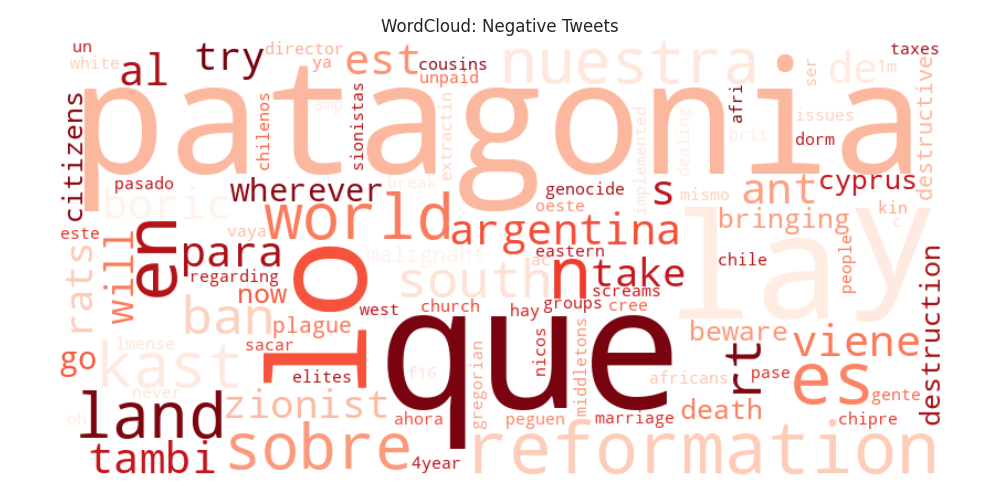 WordCloud: Negative Tweets
un
white
al
try
director
ya
est
cousins
unpaid
nuestra
de
1m
taxes
ser
patagonia
citizens
chilenos
amp
sionistas
extractin
implemented
dealing
brit
afri
issues
dorm
destructive
pasado
boric
wherever
break
genocide
oeste
s
mismo
ant
cyprus
kin
c
este
vaya
world
argentina
bringing
rats
will
en
para
regarding
now
lo
malignant
south
ac
eastern
n
take
screams
groups
cree
chile
people
lay
ban
plague
west
church
hay
beware
viene
destruction
go
lmense
kast
sacar
elites
never
que
f16
gregorian
nicos
middletons
africans
rt
pase
es
gente
oh
land
zionist
ahora
peguen
marriage
death
chipre
tambi
sobre
4year
reformation